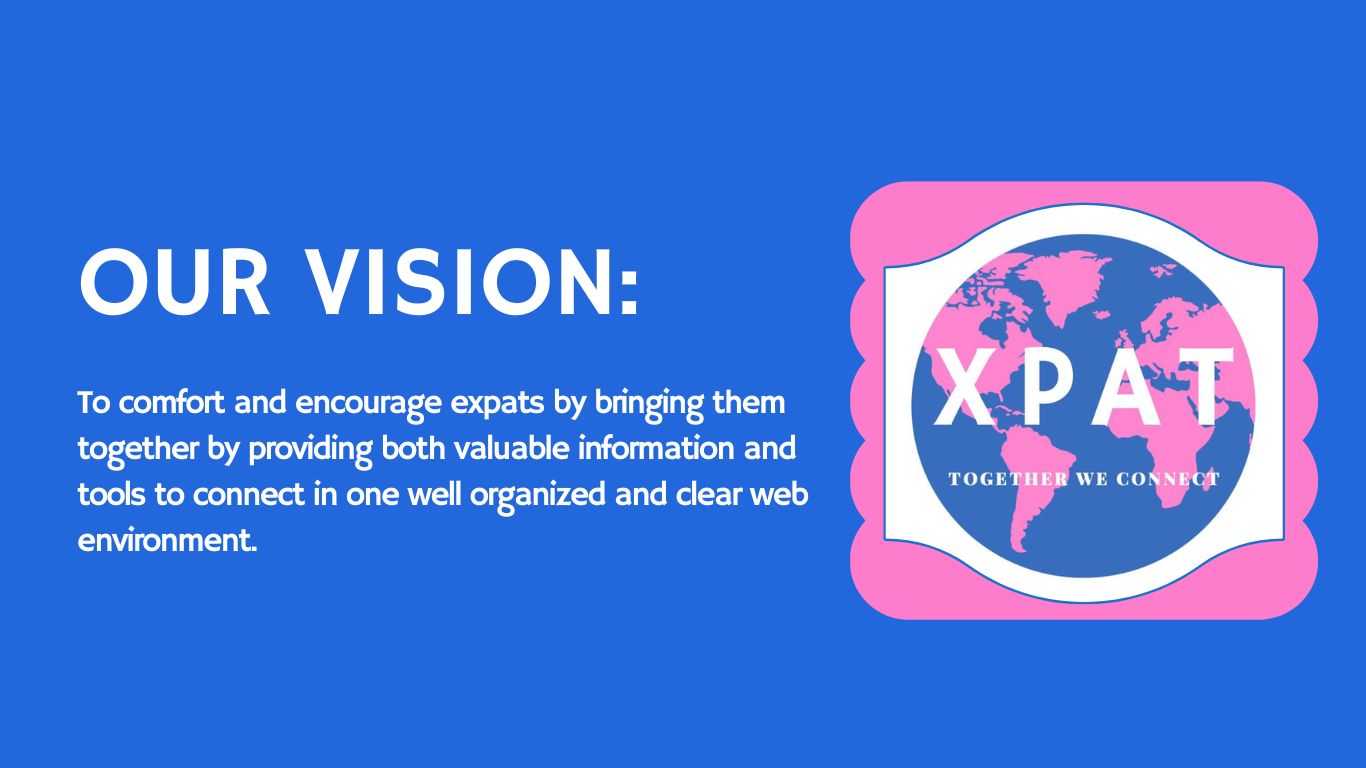 OUR VISION:
To comfort and encourage expats by bringing them
together by providing both valuable information and
tools to connect in one well organized and clear web
environment.
XPAT
TOGETHER WE CONNECT